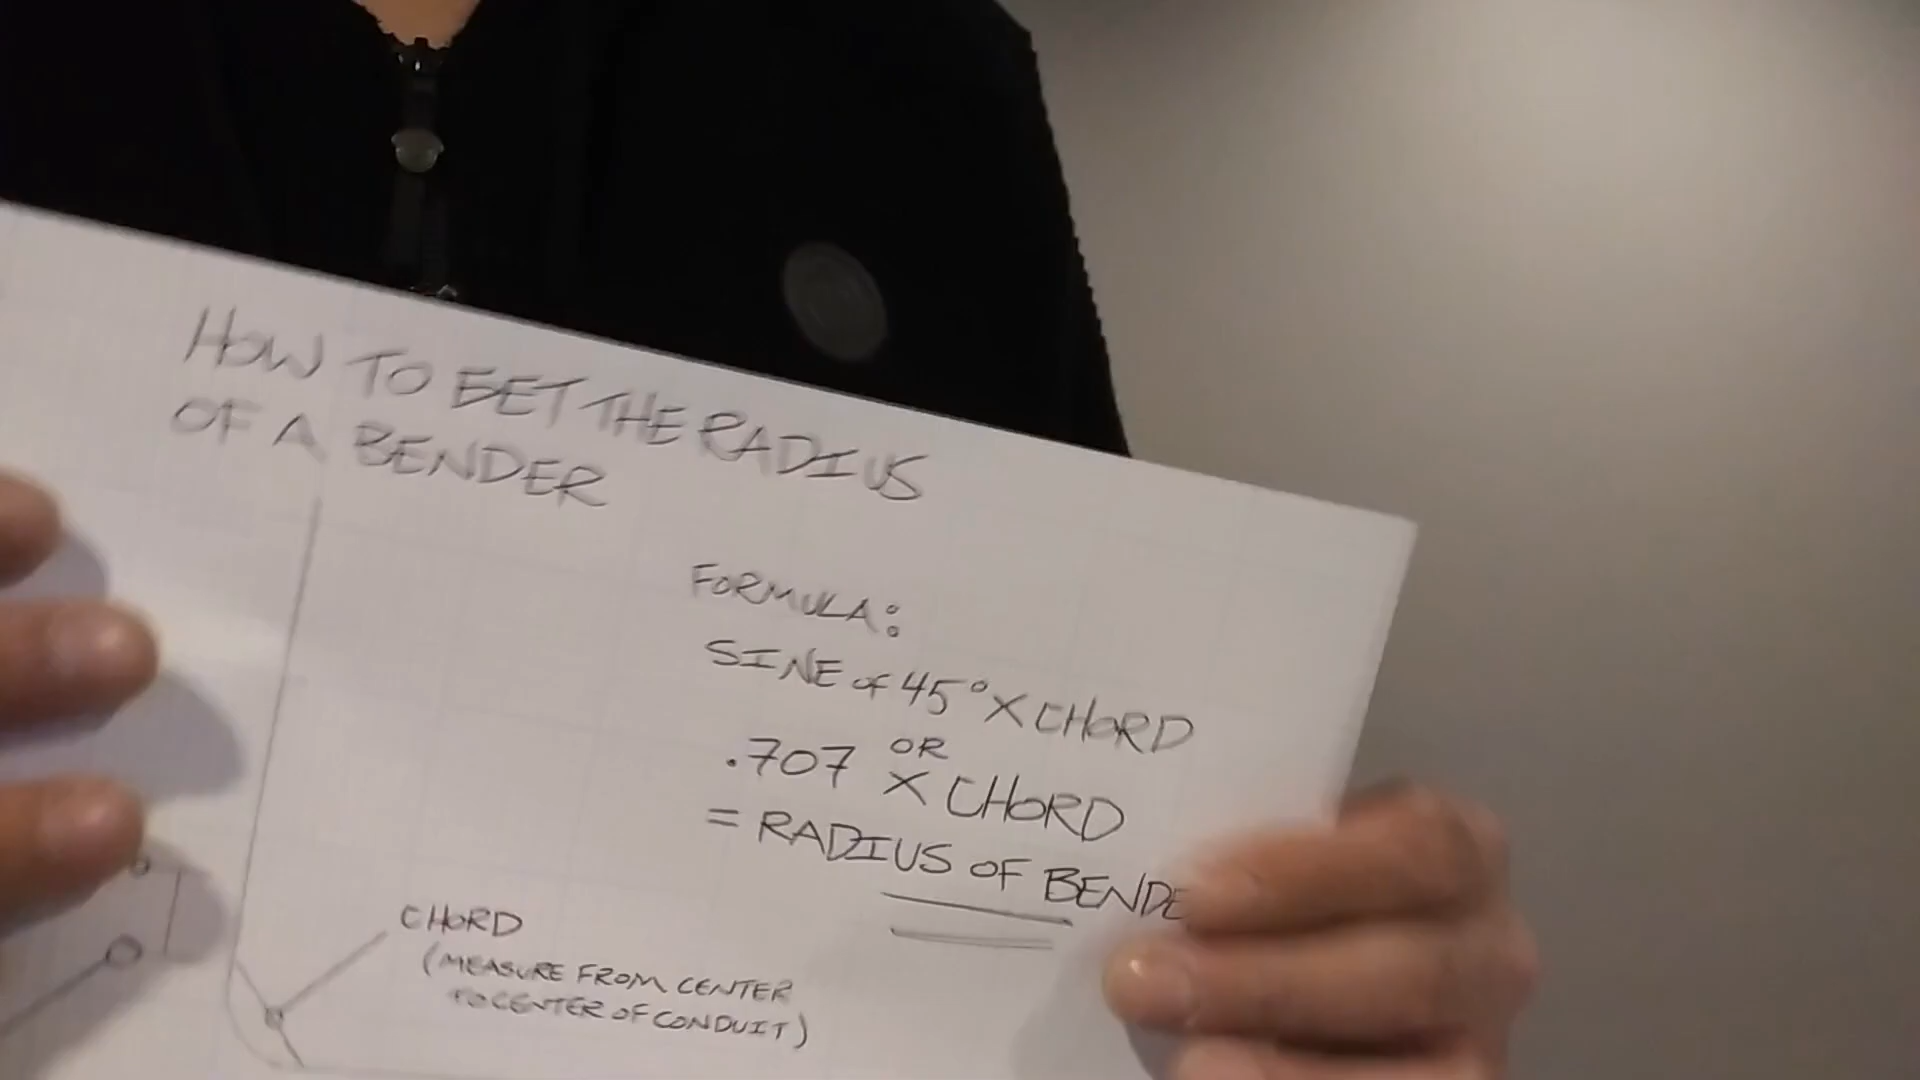 HOW TO GET THE RADIUS
OF A BENDER
FORMULA:
SINE OF 45° X CHORD
OR
.707 X CHORD
= RADIUS OF BENDE
CHORD
(MEASURE FROM CENTER
TO CENTER OF CONDUIT)